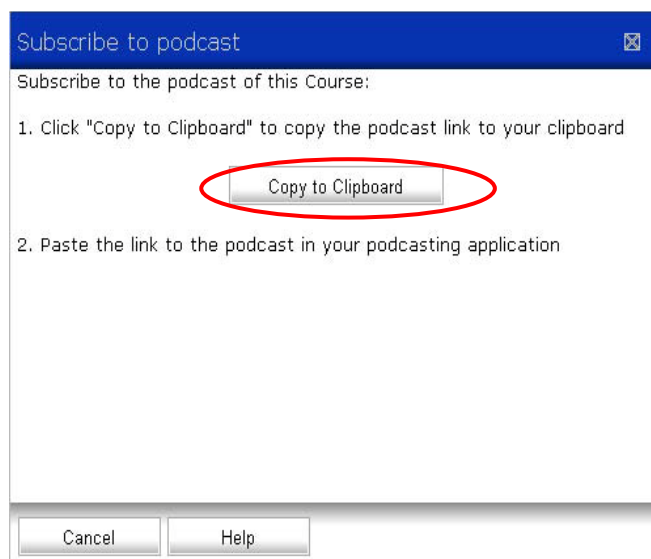 Subscribe to podcast
Subscribe to the podcast of this Course:
1. Click "Copy to Clipboard" to copy the podcast link to your clipboard
Copy to Clipboard
2. Paste the link to the podcast in your podcasting application
Cancel Help